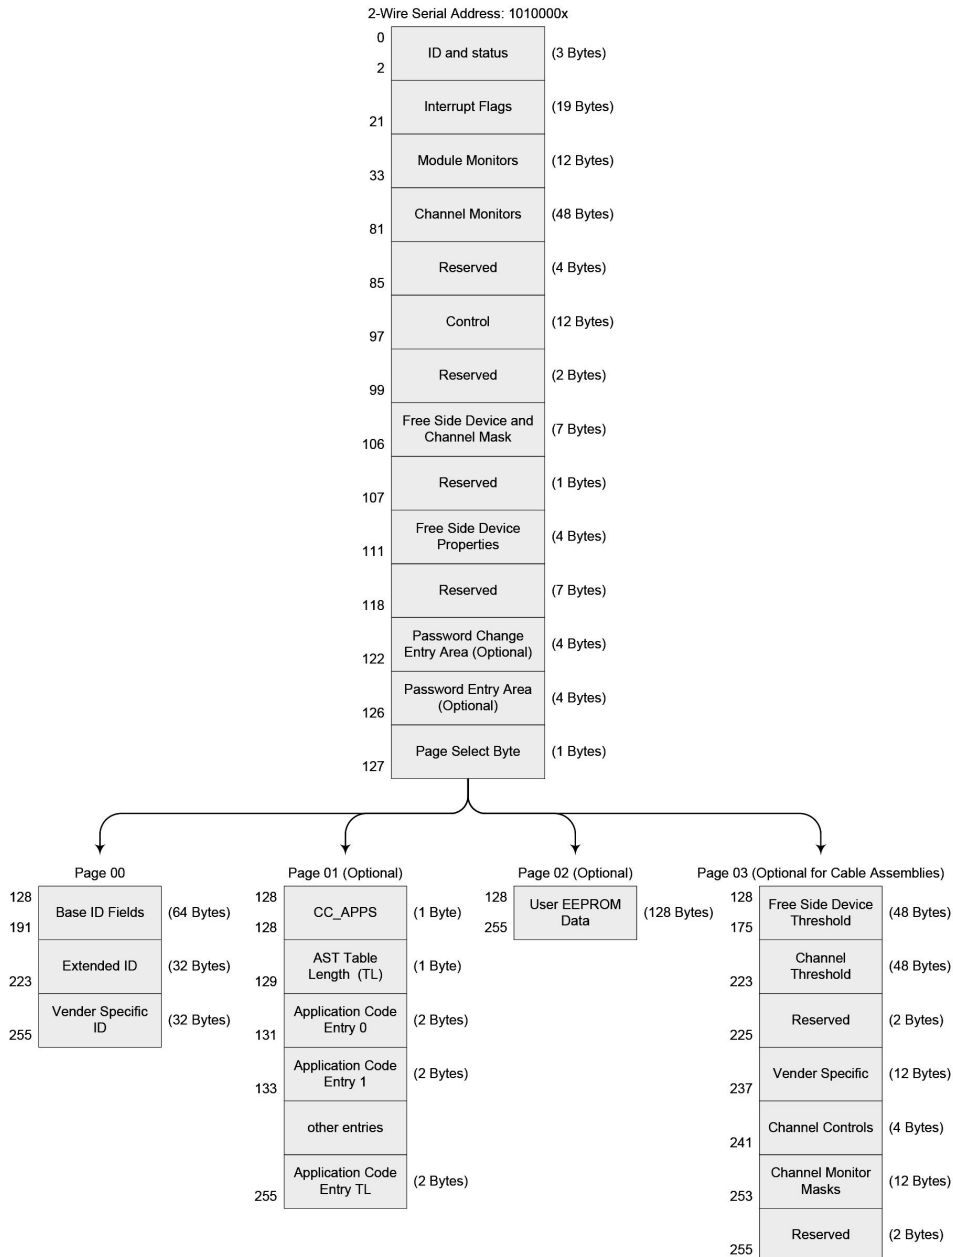 2-Wire Serial Address: 1010000x
0
ID and status (3 Bytes)
2
Interrupt Flags (19 Bytes)
21
Module Monitors (12 Bytes)
33
Channel Monitors (48 Bytes)
81
Reserved (4 Bytes)
85
Control (12 Bytes)
97
Reserved (2 Bytes)
99
Free Side Device and
Channel Mask
(7 Bytes)
106
Reserved (1 Bytes)
107
Free Side Device
Properties
(4 Bytes)
111
Reserved (7 Bytes)
118
Password Change
Entry Area (Optional)
(4 Bytes)
122
Password Entry Area
(Optional)
(4 Bytes)
126
Page Select Byte (1 Bytes)
127
Page 00
128
Base ID Fields (64 Bytes)
191
Extended ID (32 Bytes)
223
Vender Specific
ID
(32 Bytes)
255
Page 01 (Optional)
128
CC_APPS (1 Byte)
128
AST Table
Length (TL)
(1 Byte)
129
Application Code
Entry 0
(2 Bytes)
131
Application Code
Entry 1
(2 Bytes)
133
other entries
Application Code
Entry TL
(2 Bytes)
255
Page 02 (Optional)
128
User EEPROM
Data
(128 Bytes)
255
Page 03 (Optional for Cable Assemblies)
128
Free Side Device
Threshold
(48 Bytes)
175
Channel
Threshold
(48 Bytes)
223
Reserved (2 Bytes)
225
Vender Specific (12 Bytes)
237
Channel Controls (4 Bytes)
241
Channel Monitor
Masks
(12 Bytes)
253
Reserved (2 Bytes)
255